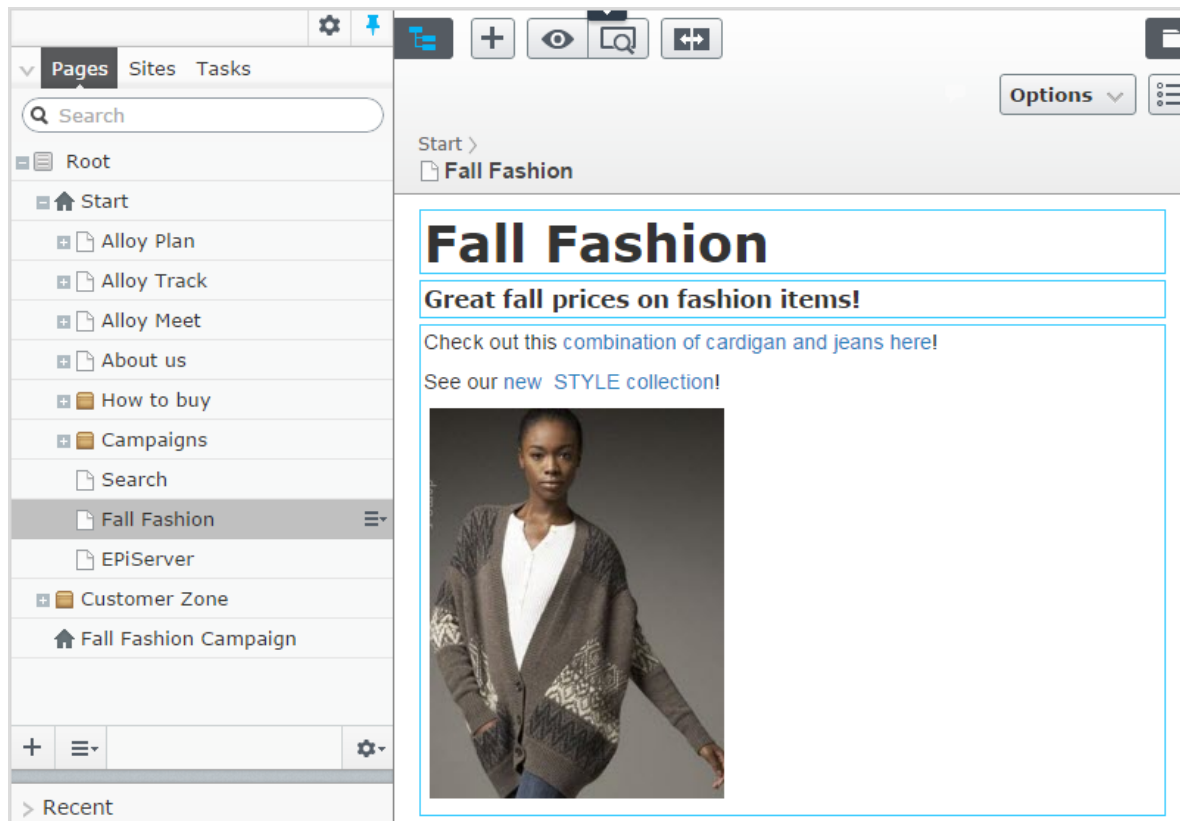 Pages Sites Tasks
Search
Root
Start
Alloy Plan
Alloy Track
Alloy Meet
About us
How to buy
Campaigns
Search
Fall Fashion
EPiServer
Customer Zone
Fall Fashion Campaign
Recent
Options
Start
Fall Fashion
Fall Fashion
Great fall prices on fashion items!
Check out this combination of cardigan and jeans here!
See our new  STYLE collection!